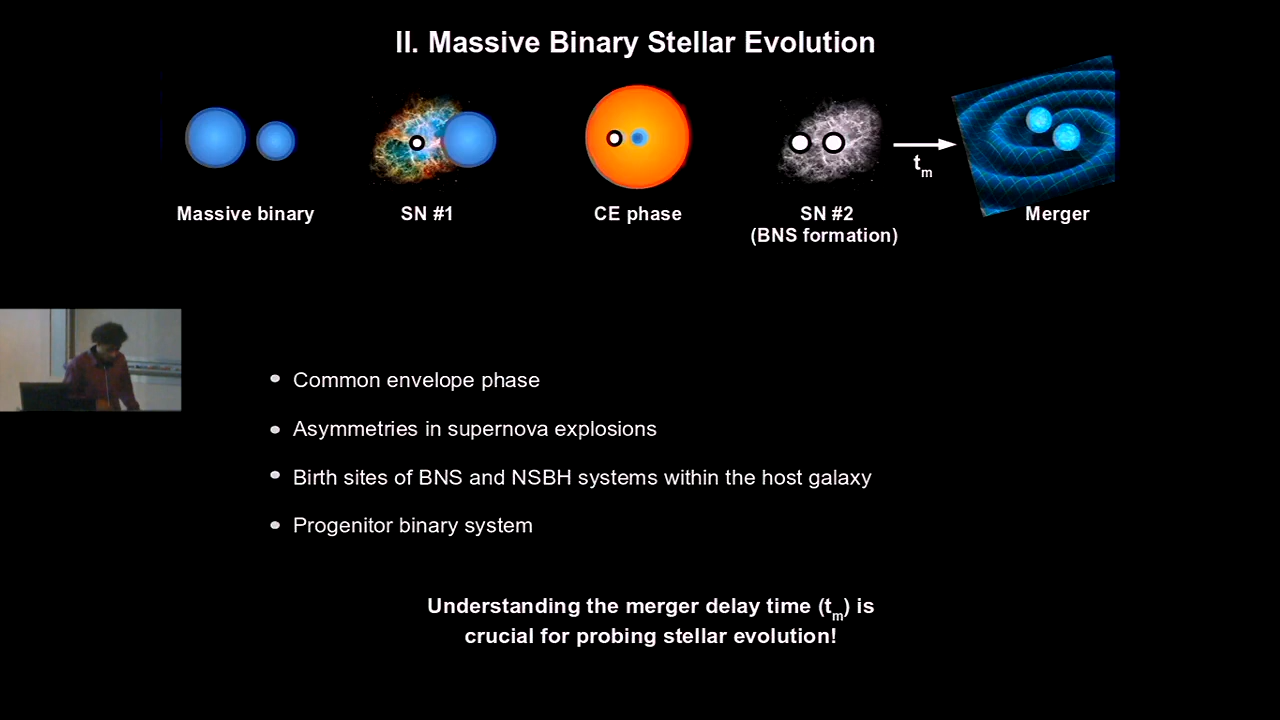 II. Massive Binary Stellar Evolution
t_m
Massive binary
SN #1
CE phase
SN #2
(BNS formation)
Merger
• Common envelope phase
• Asymmetries in supernova explosions
• Birth sites of BNS and NSBH systems within the host galaxy
• Progenitor binary system
Understanding the merger delay time (t_m) is
crucial for probing stellar evolution!